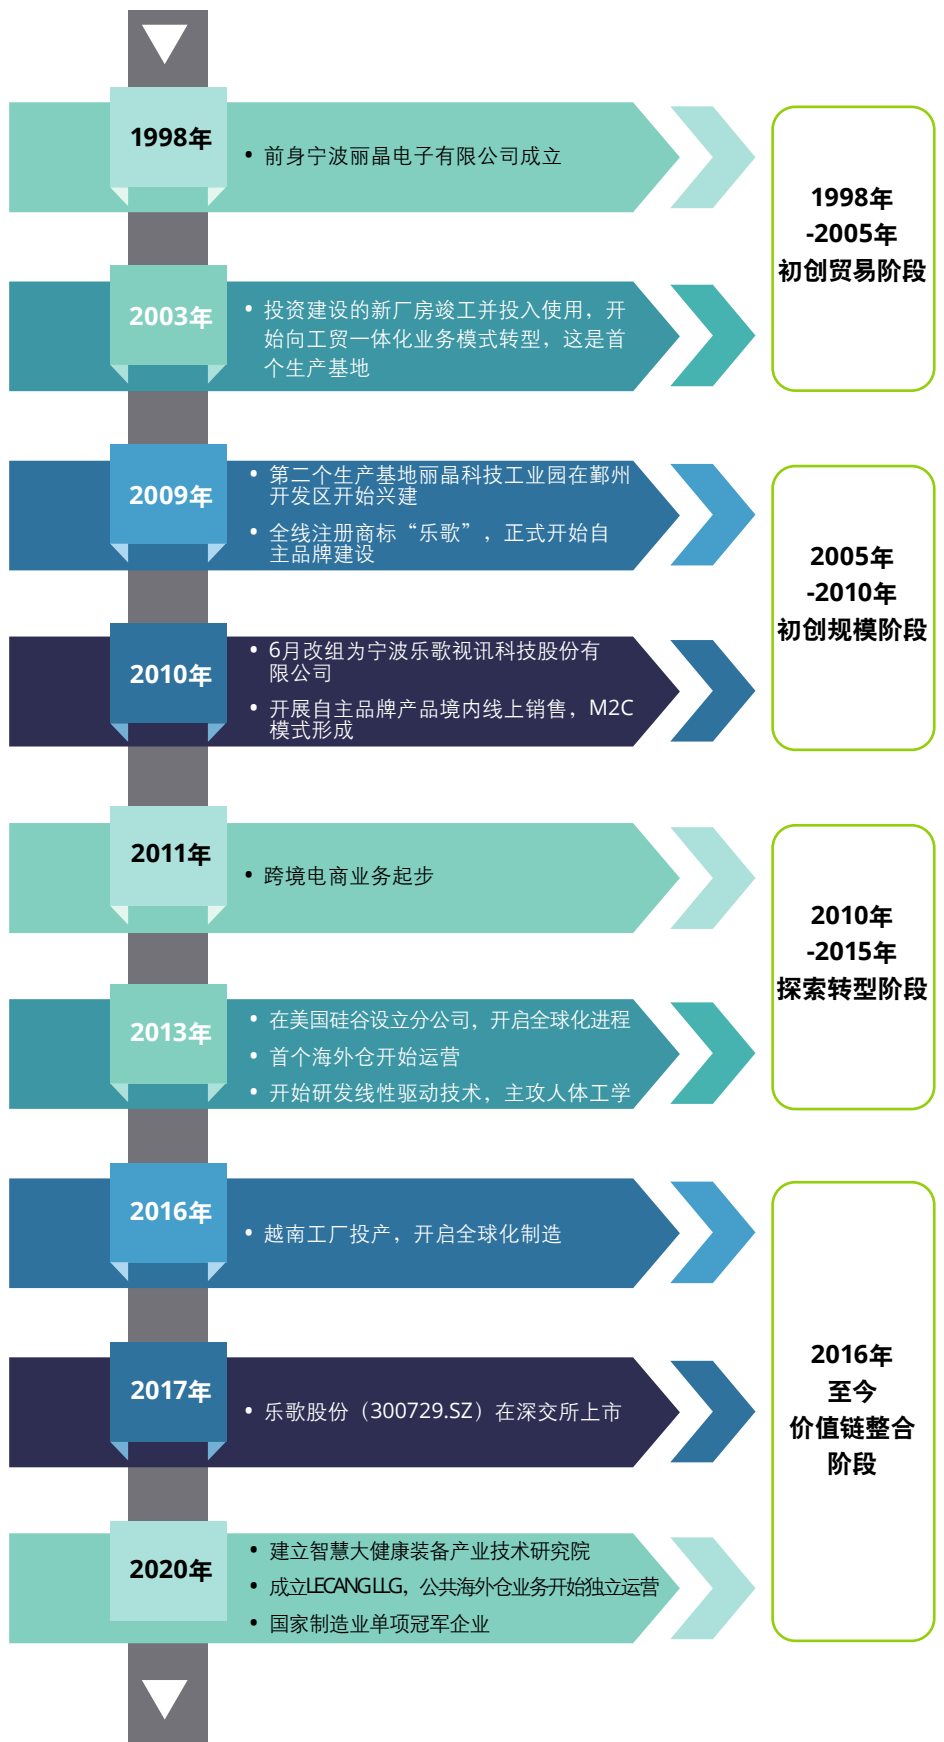 1998年
前身宁波丽晶电子有限公司成立
1998年
-2005年
初创贸易阶段
2003年
投资建设的新厂房竣工并投入使用，开
始向工贸一体化业务模式转型，这是首
个生产基地
2009年
第二个生产基地丽晶科技工业园在鄞州
开发区开始兴建
全线注册商标“乐歌”，正式开始自
主品牌建设
2005年
-2010年
初创规模阶段
2010年
6月改组为宁波乐歌视讯科技股份有
限公司
开展自主品牌产品境内线上销售，M2C
模式形成
2011年
跨境电商业务起步
2010年
-2015年
探索转型阶段
2013年
在美国硅谷设立分公司，开启全球化进程
首个海外仓开始运营
开始研发线性驱动技术，主攻人体工学
2016年
越南工厂投产，开启全球化制造
2016年
至今
价值链整合
阶段
2017年
乐歌股份（300729.SZ）在深交所上市
2020年
建立智慧大健康装备产业技术研究院
成立LECANG LLG，公共海外仓业务开始独立运营
国家制造业单项冠军企业